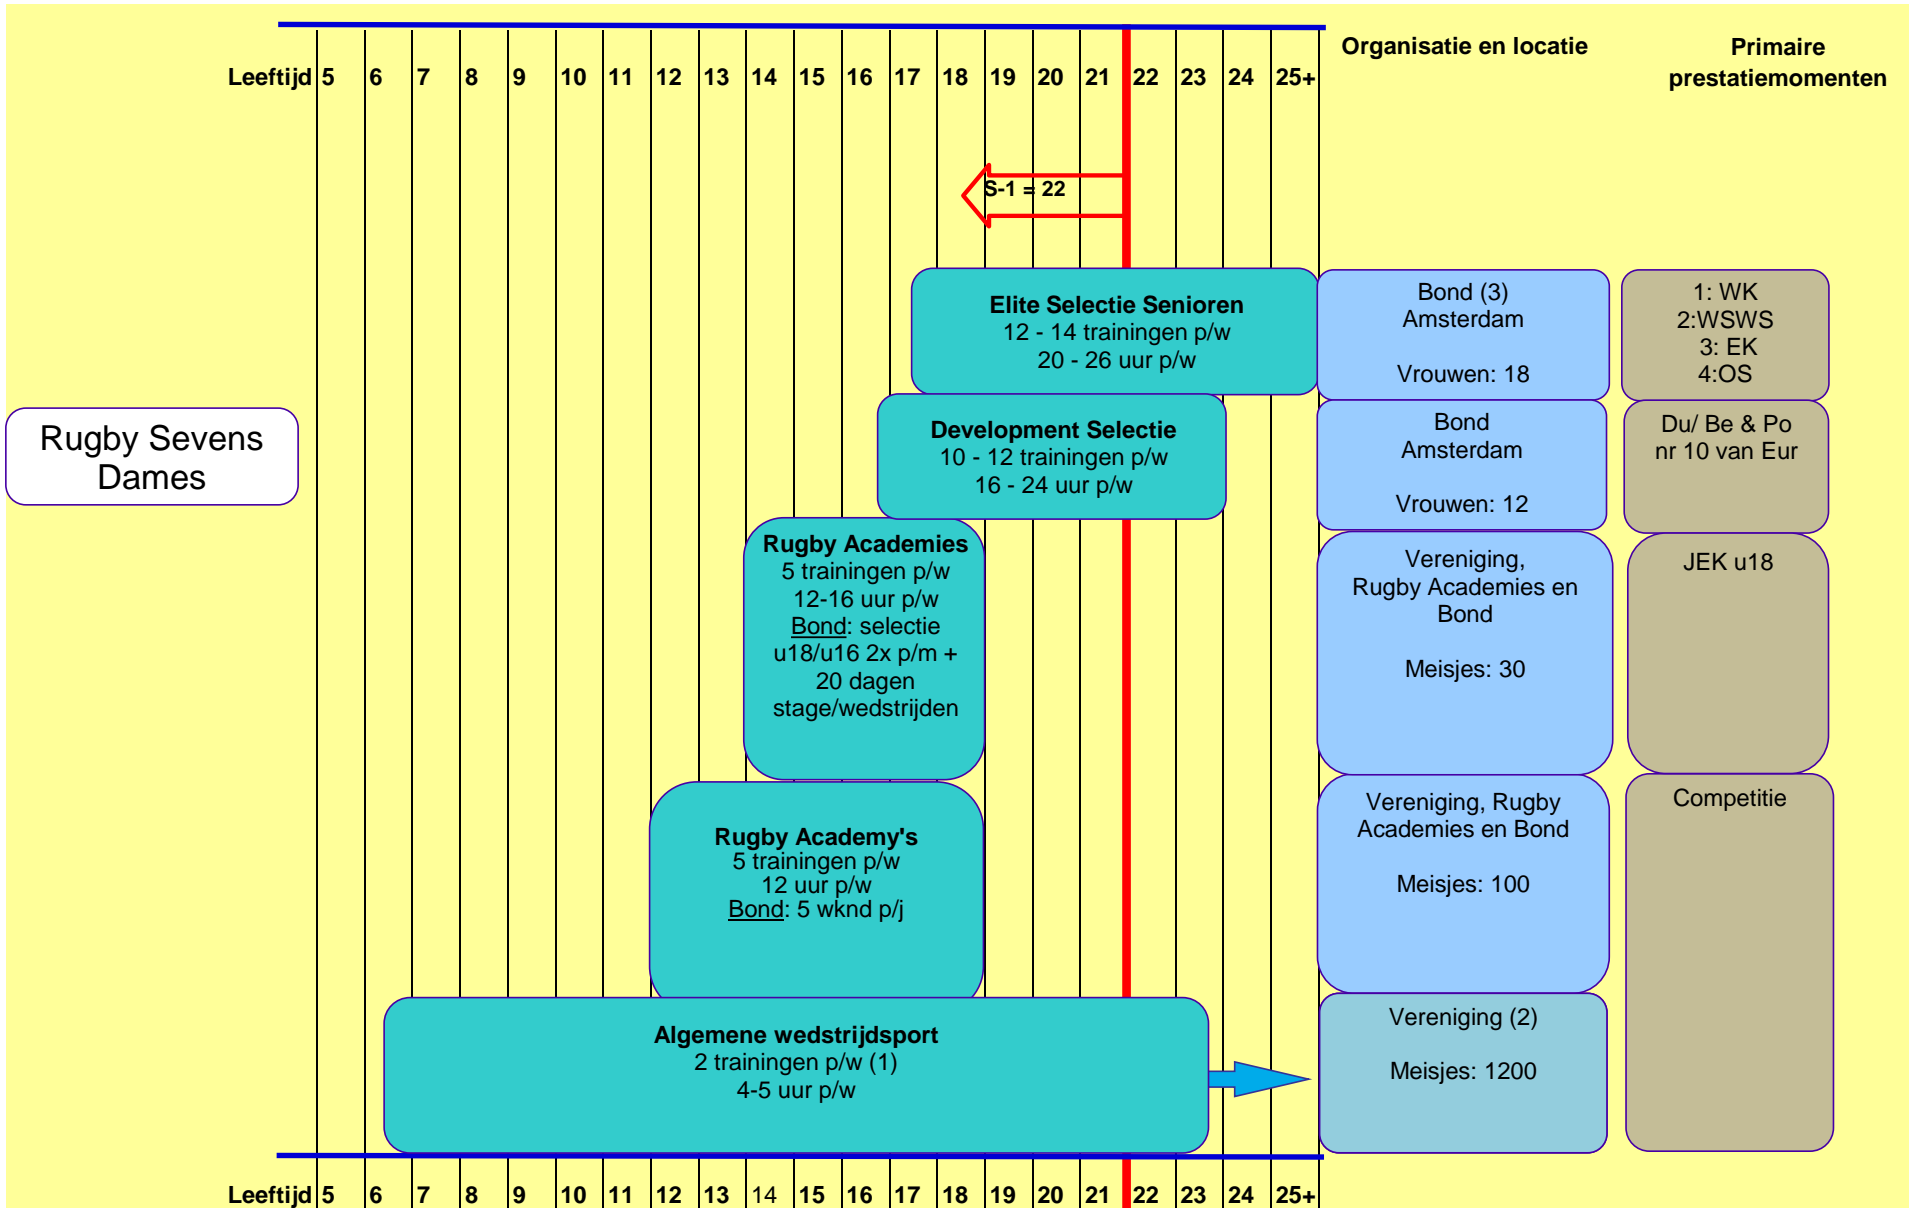 Organisatie en locatie
Primaire
prestatiemomenten
Leeftijd 5 6 7 8 9 10 11 12 13 14 15 16 17 18 19 20 21 22 23 24 25+
S-1 = 22
Rugby Sevens
Dames
Elite Selectie Senioren
12 - 14 trainingen p/w
20 - 26 uur p/w
Bond (3)
Amsterdam
Vrouwen: 18
1: WK
2:WSWS
3: EK
4:OS
Development Selectie
10 - 12 trainingen p/w
16 - 24 uur p/w
Bond
Amsterdam
Vrouwen: 12
Du/ Be & Po
nr 10 van Eur
Rugby Academies
5 trainingen p/w
12-16 uur p/w
Bond: selectie
u18/u16 2x p/m +
20 dagen
stage/wedstrijden
Vereniging,
Rugby Academies en
Bond
Meisjes: 30
JEK u18
Rugby Academy's
5 trainingen p/w
12 uur p/w
Bond: 5 wknd p/j
Vereniging, Rugby
Academies en Bond
Meisjes: 100
Competitie
Algemene wedstrijdsport
2 trainingen p/w (1)
4-5 uur p/w
Vereniging (2)
Meisjes: 1200
Leeftijd 5 6 7 8 9 10 11 12 13 14 15 16 17 18 19 20 21 22 23 24 25+